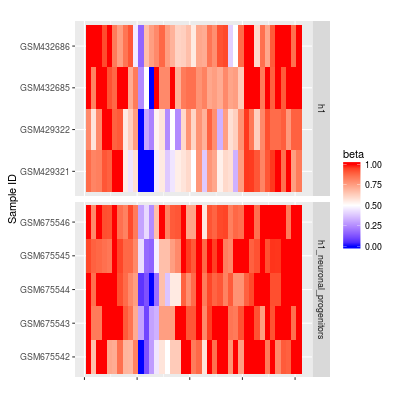 GSM432686
GSM432685
GSM429322
GSM429321
h1
GSM675546
GSM675545
GSM675544
GSM675543
GSM675542
h1_neuronal_progenitors
Sample ID
beta
1.00
0.75
0.50
0.25
0.00